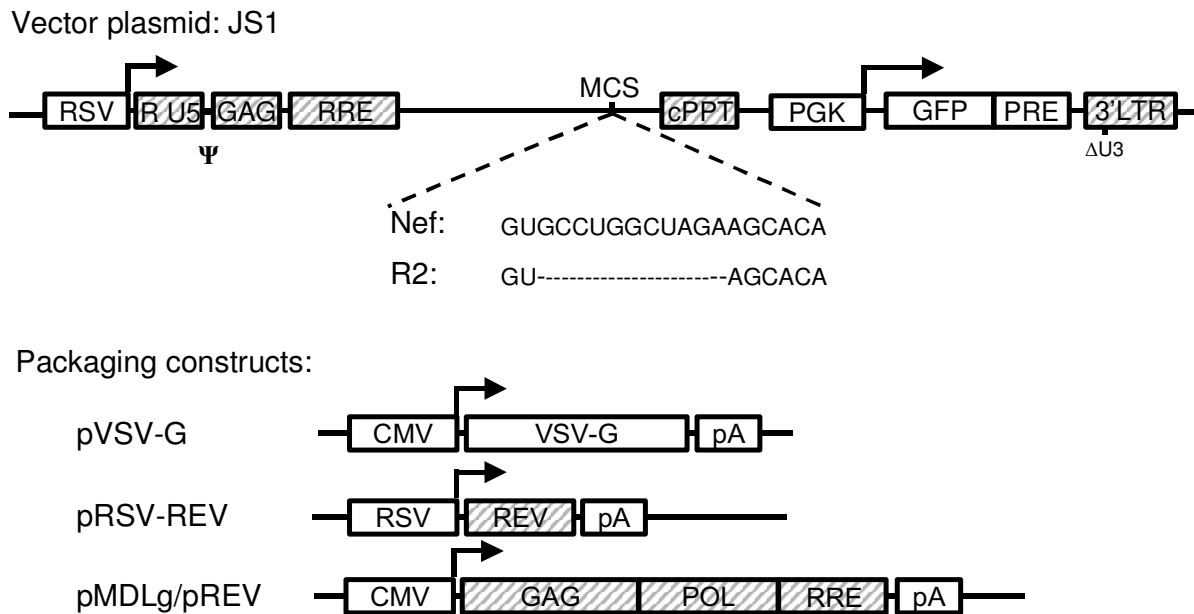 Vector plasmid: JS1
MCS
RSV R U5 GAG RRE cPPT PGK GFP PRE 3'LTR
Ψ ΔU3
Nef: GUGCCUGGCUAGAAGCACA
R2: GU-----------------------AGCACA
Packaging constructs:
pVSV-G CMV VSV-G pA
pRSV-REV RSV REV pA
pMDLg/pREV CMV GAG POL RRE pA